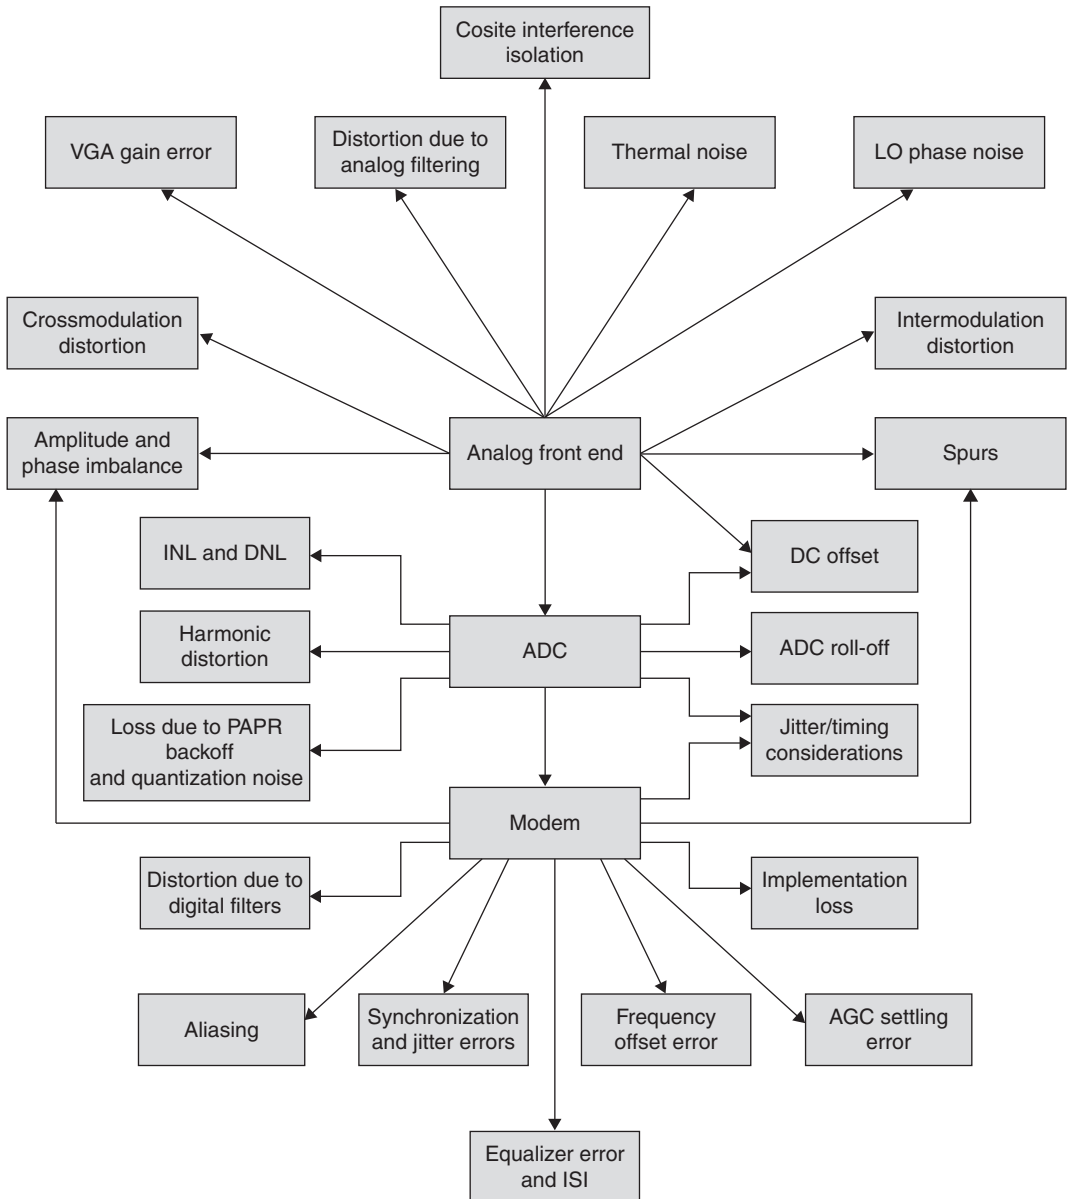 Cosite interference
isolation
VGA gain error
Distortion due to
analog filtering
Thermal noise
LO phase noise
Crossmodulation
distortion
Intermodulation
distortion
Amplitude and
phase imbalance
Analog front end
Spurs
INL and DNL
DC offset
Harmonic
distortion
ADC
ADC roll-off
Loss due to PAPR
backoff
and quantization noise
Jitter/timing
considerations
Modem
Distortion due to
digital filters
Implementation
loss
Aliasing
Synchronization
and jitter errors
Frequency
offset error
AGC settling
error
Equalizer error
and ISI